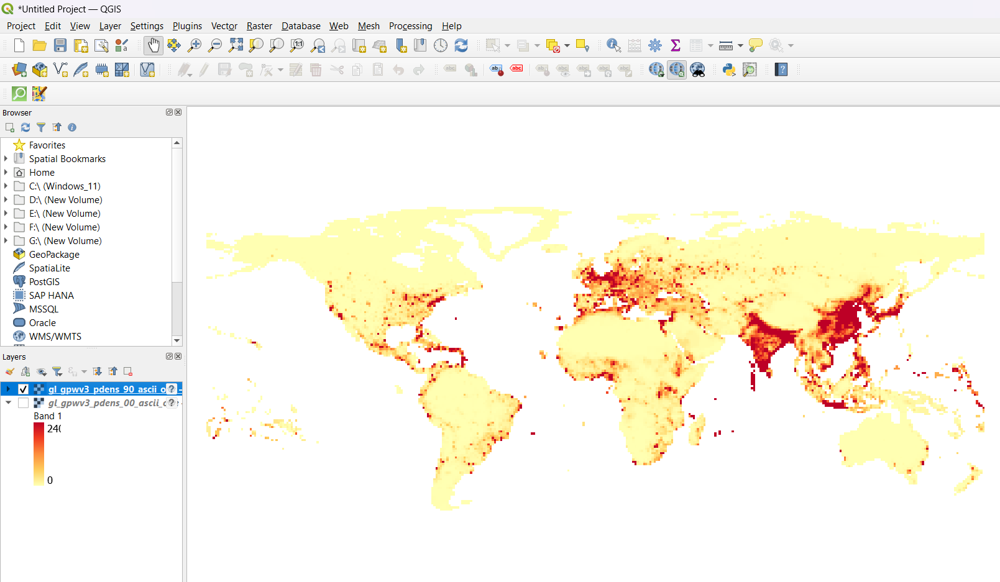 *Untitled Project — QGIS
Project Edit View Layer Settings Plugins Vector Raster Database Web Mesh Processing Help
Browser
Favorites
Spatial Bookmarks
Home
C:\ (Windows_11)
D:\ (New Volume)
E:\ (New Volume)
F:\ (New Volume)
G:\ (New Volume)
GeoPackage
SpatiaLite
PostGIS
SAP HANA
MSSQL
Oracle
WMS/WMTS
Layers
gl_gpwv3_pdens_90_ascii_o
gl_gpwv3_pdens_00_ascii_o
Band 1
240
0